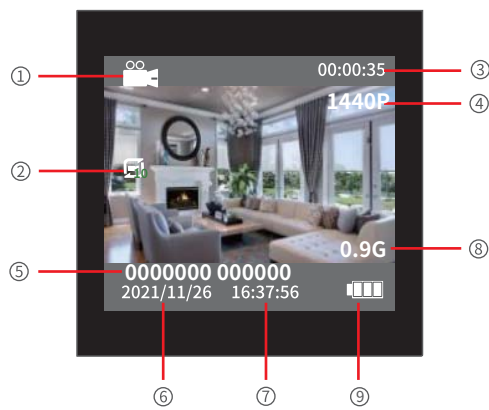 ① 00:00:35 ③
1440P ④
②
0.9G ⑧
⑤ 0000000 000000
2021/11/26 16:37:56
⑥ ⑦ ⑨